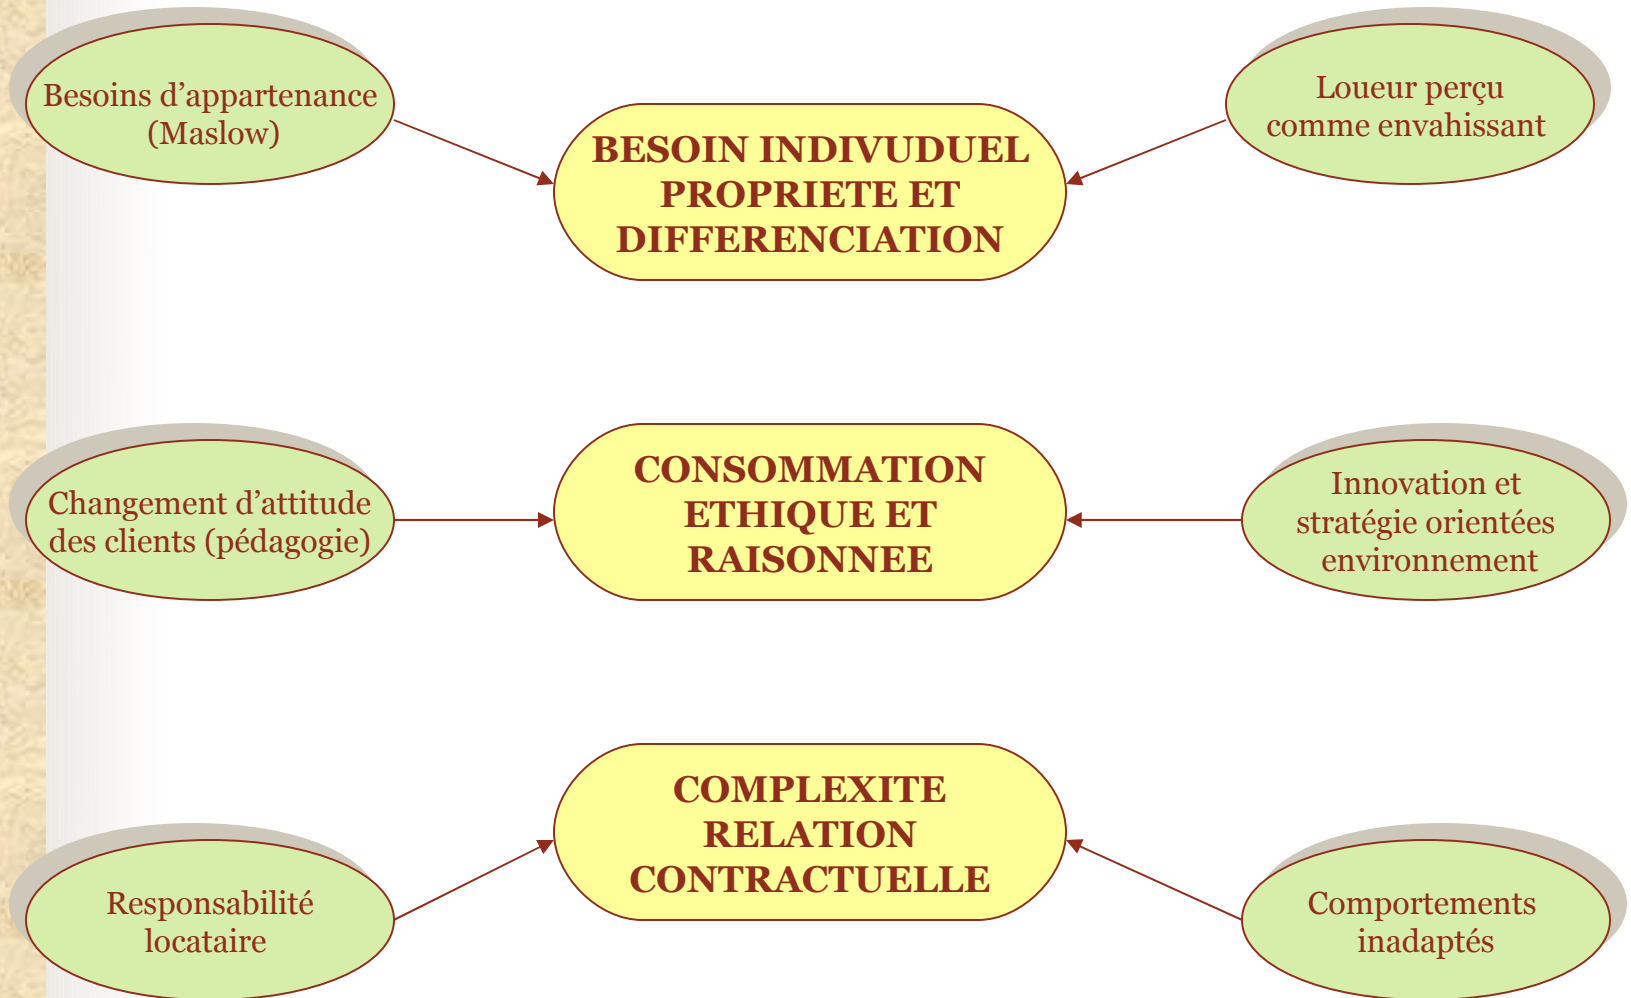 Besoins d’appartenance
(Maslow)
BESOIN INDIVUDUEL
PROPRIETE ET
DIFFERENCIATION
Loueur perçu
comme envahissant
Changement d’attitude
des clients (pédagogie)
CONSOMMATION
ETHIQUE ET
RAISONNEE
Innovation et
stratégie orientées
environnement
Responsabilité
locataire
COMPLEXITE
RELATION
CONTRACTUELLE
Comportements
inadaptés